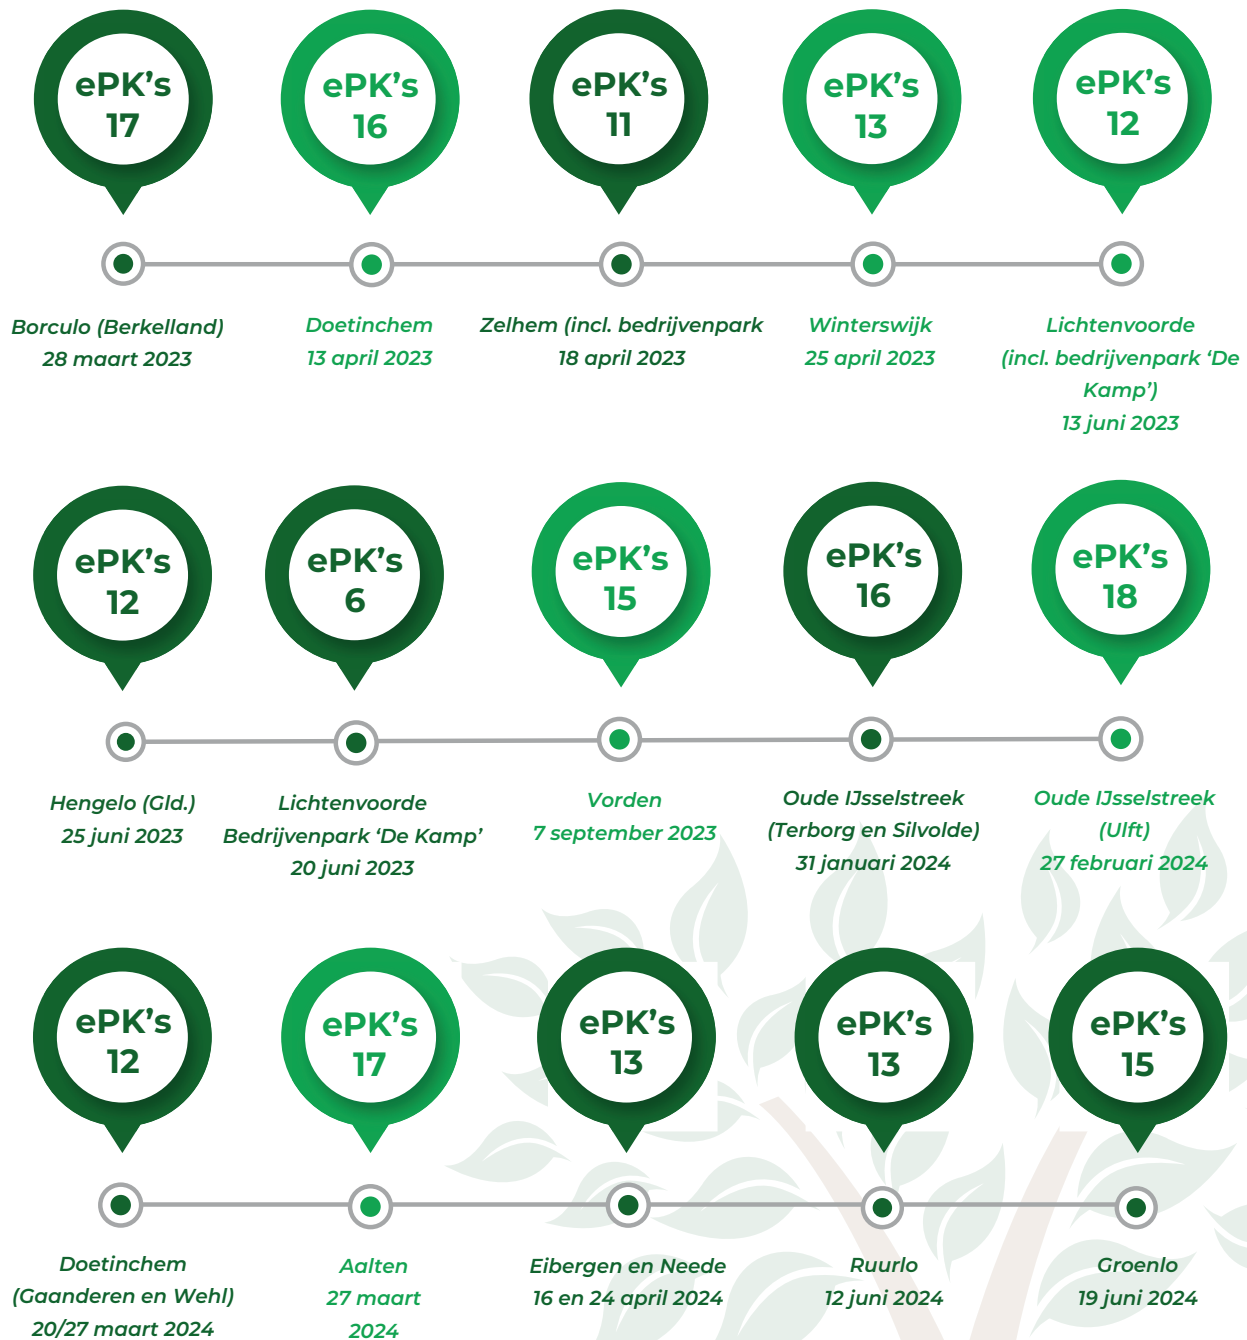 ePK's
17
ePK's
16
ePK's
11
ePK's
13
ePK's
12
Borculo (Berkelland)
28 maart 2023
Doetinchem
13 april 2023
Zelhem (incl. bedrijvenpark
18 april 2023
Winterswijk
25 april 2023
Lichtenvoorde
(incl. bedrijvenpark ‘De
Kamp’)
13 juni 2023
ePK's
12
ePK's
6
ePK's
15
ePK's
16
ePK's
18
Hengelo (Gld.)
25 juni 2023
Lichtenvoorde
Bedrijvenpark ‘De Kamp’
20 juni 2023
Vorden
7 september 2023
Oude IJsselstreek
(Terborg en Silvolde)
31 januari 2024
Oude IJsselstreek
(Ulft)
27 februari 2024
ePK's
12
ePK's
17
ePK's
13
ePK's
13
ePK's
15
Doetinchem
(Gaanderen en Wehl)
20/27 maart 2024
Aalten
27 maart
2024
Eibergen en Neede
16 en 24 april 2024
Ruurlo
12 juni 2024
Groenlo
19 juni 2024